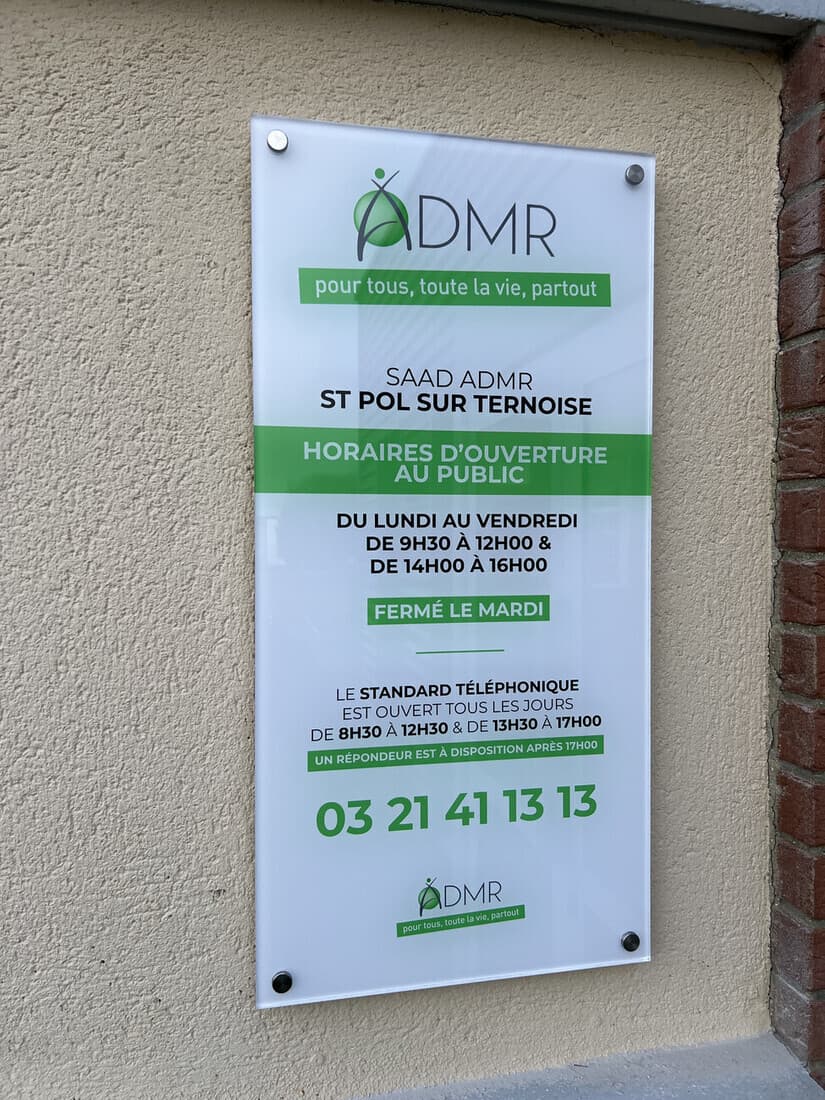 ADMR
pour tous, toute la vie, partout
SAAD ADMR
ST POL SUR TERNOISE
HORAIRES D'OUVERTURE
AU PUBLIC
DU LUNDI AU VENDREDI
DE 9H30 À 12H00 &
DE 14H00 À 16H00
FERMÉ LE MARDI
LE STANDARD TÉLÉPHONIQUE
EST OUVERT TOUS LES JOURS
DE 8H30 À 12H30 & DE 13H30 À 17H00
UN RÉPONDEUR EST À DISPOSITION APRÈS 17H00
03 21 41 13 13
ADMR
pour tous, toute la vie, partout